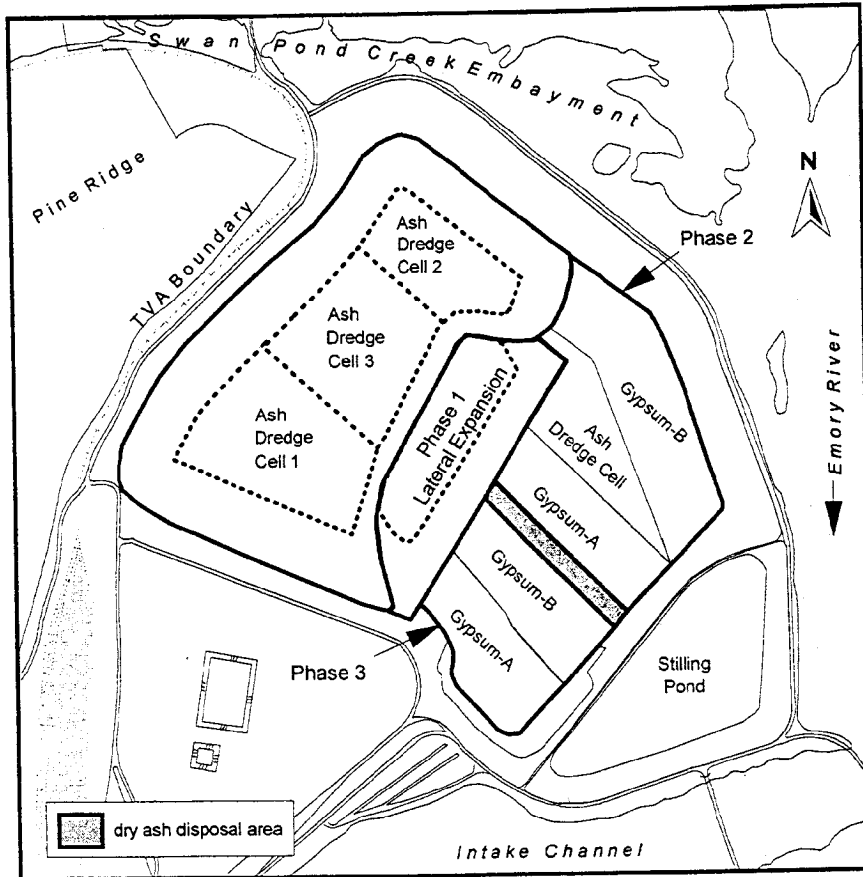 Swan Pond Creek Embayment
Pine Ridge
TVA Boundary
N
Ash
Dredge
Cell 2
Phase 2
Ash
Dredge
Cell 3
Phase 1
Lateral Expansion
Gypsum-B
Ash
Dredge Cell
Emory River
Ash
Dredge
Cell 1
Gypsum-A
Gypsum-B
Gypsum-A
Phase 3
Stilling
Pond
dry ash disposal area
Intake Channel